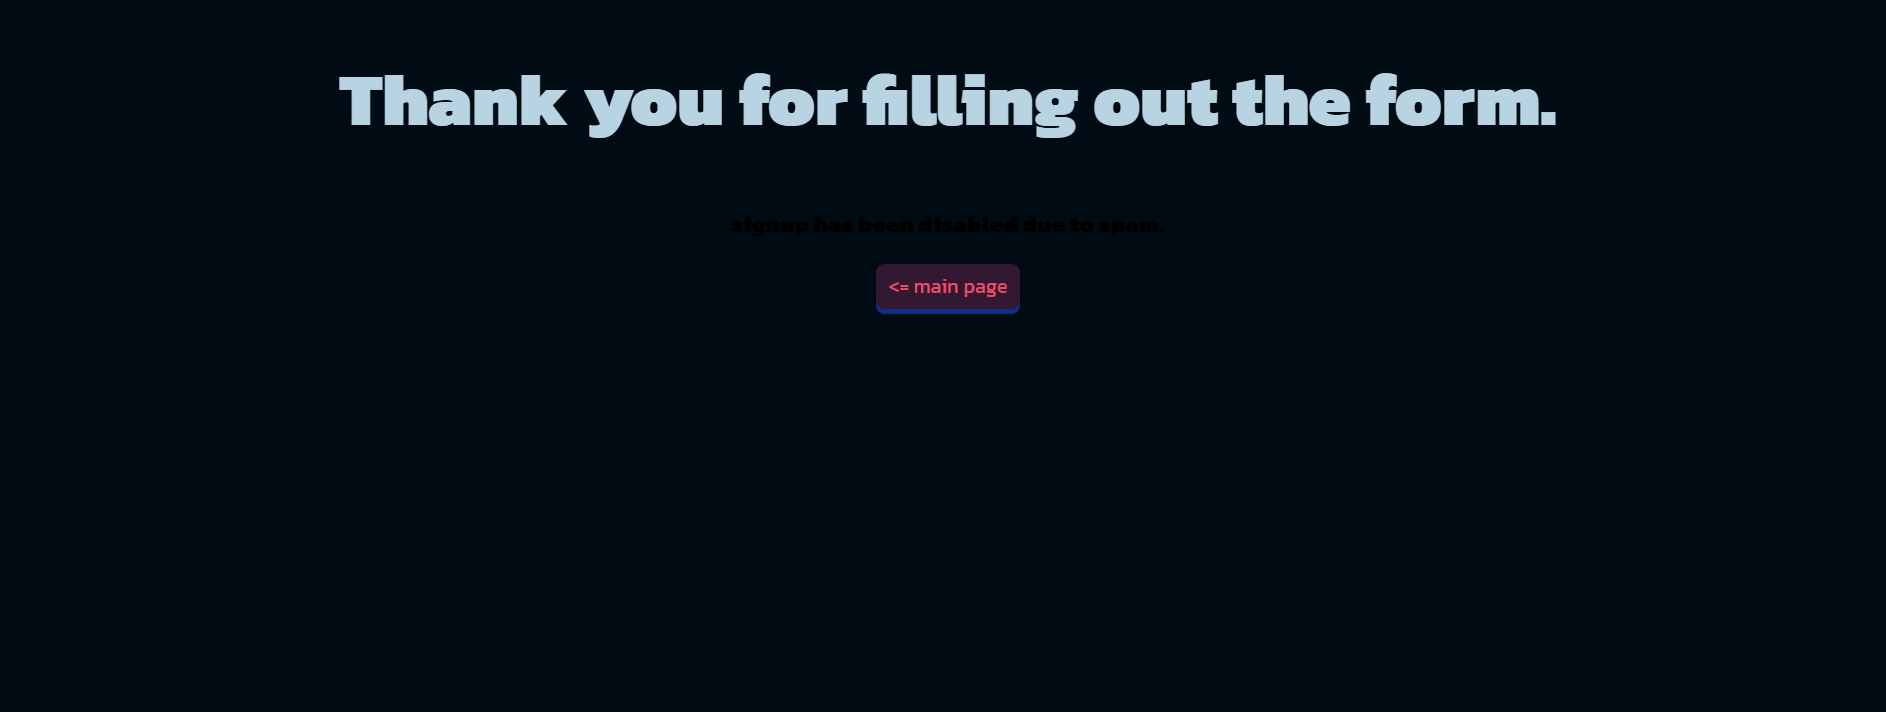 Thank you for filling out the form.
signup has been disabled due to spam.
<= main page